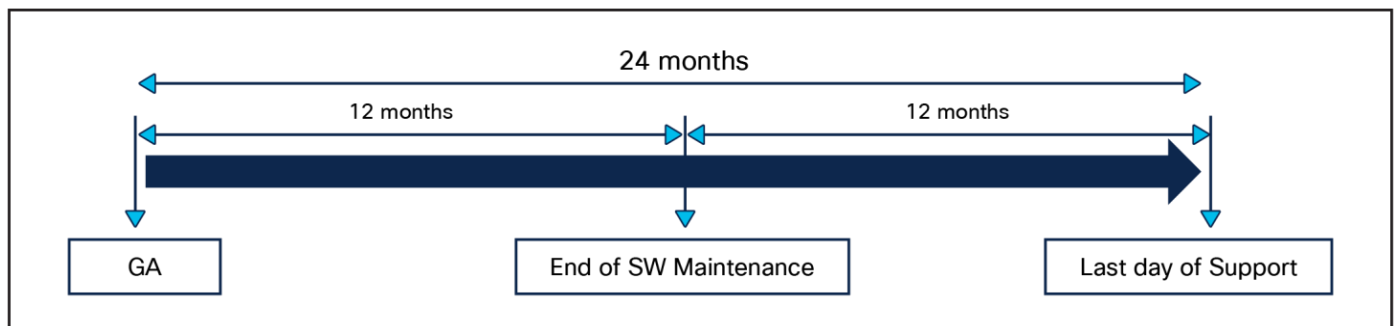 24 months
12 months
12 months
GA
End of SW Maintenance
Last day of Support